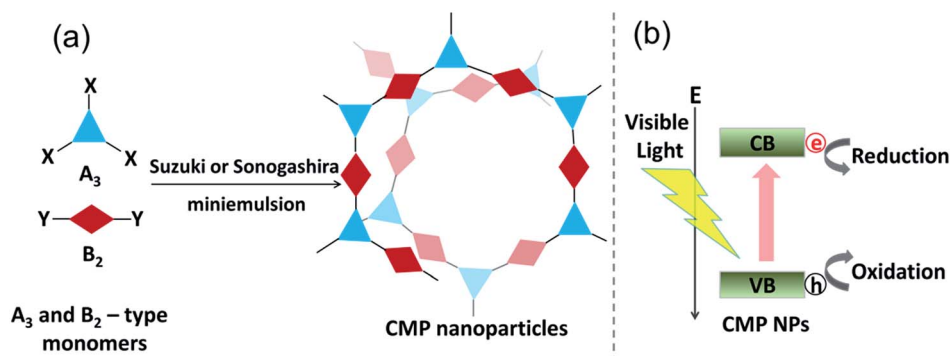 (a)
X
X
X
A3
Y
Y
B2
A3 and B2 – type
monomers
Suzuki or Sonogashira
miniemulsion
CMP nanoparticles
(b)
E
Visible
Light
CB
e
Reduction
VB
h
Oxidation
CMP NPs